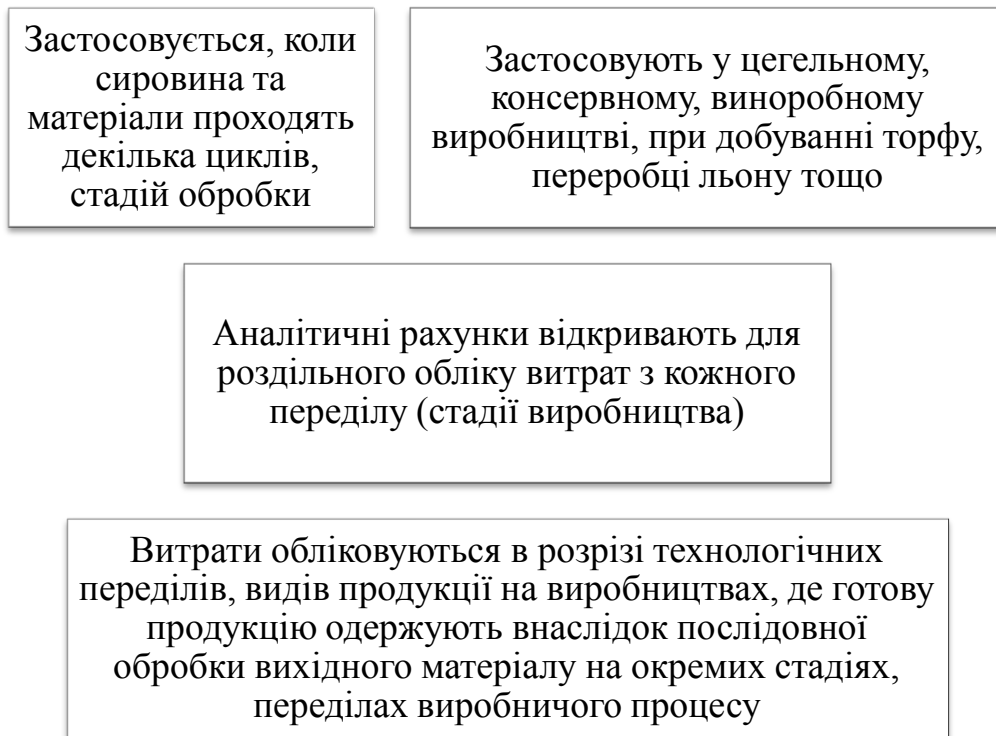 Застосовується, коли
сировина та
матеріали проходять
декілька циклів,
стадій обробки
Застосовують у цегельному,
консервному, виноробному
виробництві, при добуванні торфу,
переробці льону тощо
Аналітичні рахунки відкривають для
роздільного обліку витрат з кожного
переділу (стадії виробництва)
Витрати обліковуються в розрізі технологічних
переділів, видів продукції на виробництвах, де готову
продукцію одержують внаслідок послідовної
обробки вихідного матеріалу на окремих стадіях,
переділах виробничого процесу